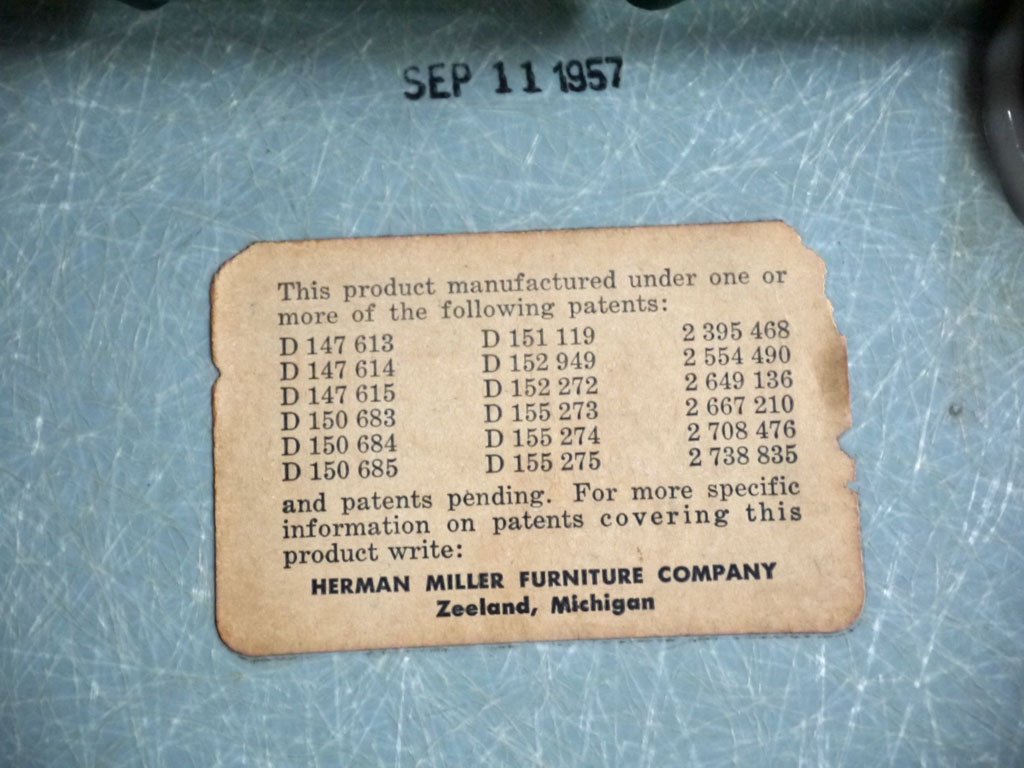 SEP 11 1957
This product manufactured under one or
more of the following patents:
D 147 613 D 151 119 2 395 468
D 147 614 D 152 949 2 554 490
D 147 615 D 152 272 2 649 136
D 150 683 D 155 273 2 667 210
D 150 684 D 155 274 2 708 476
D 150 685 D 155 275 2 738 835
and patents pending. For more specific
information on patents covering this
product write:
HERMAN MILLER FURNITURE COMPANY
Zeeland, Michigan